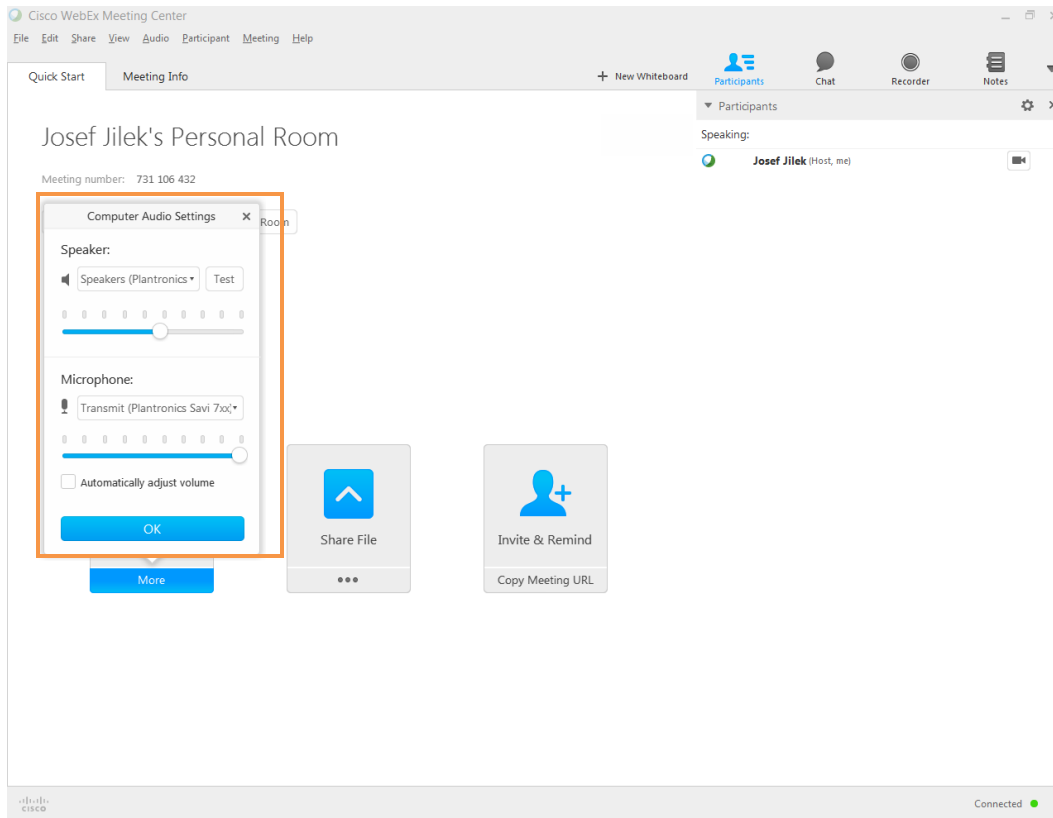 Cisco WebEx Meeting Center
File Edit Share View Audio Participant Meeting Help
Quick Start Meeting Info
+ New Whiteboard
Participants Chat Recorder Notes
Participants
Speaking:
Josef Jilek (Host, me)
Josef Jilek's Personal Room
Meeting number: 731 106 432
Room
Computer Audio Settings
Speaker:
Speakers (Plantronics
Test
Microphone:
Transmit (Plantronics Savi 7xx)
Automatically adjust volume
OK
More
Share File
Invite & Remind
Copy Meeting URL
CISCO
Connected